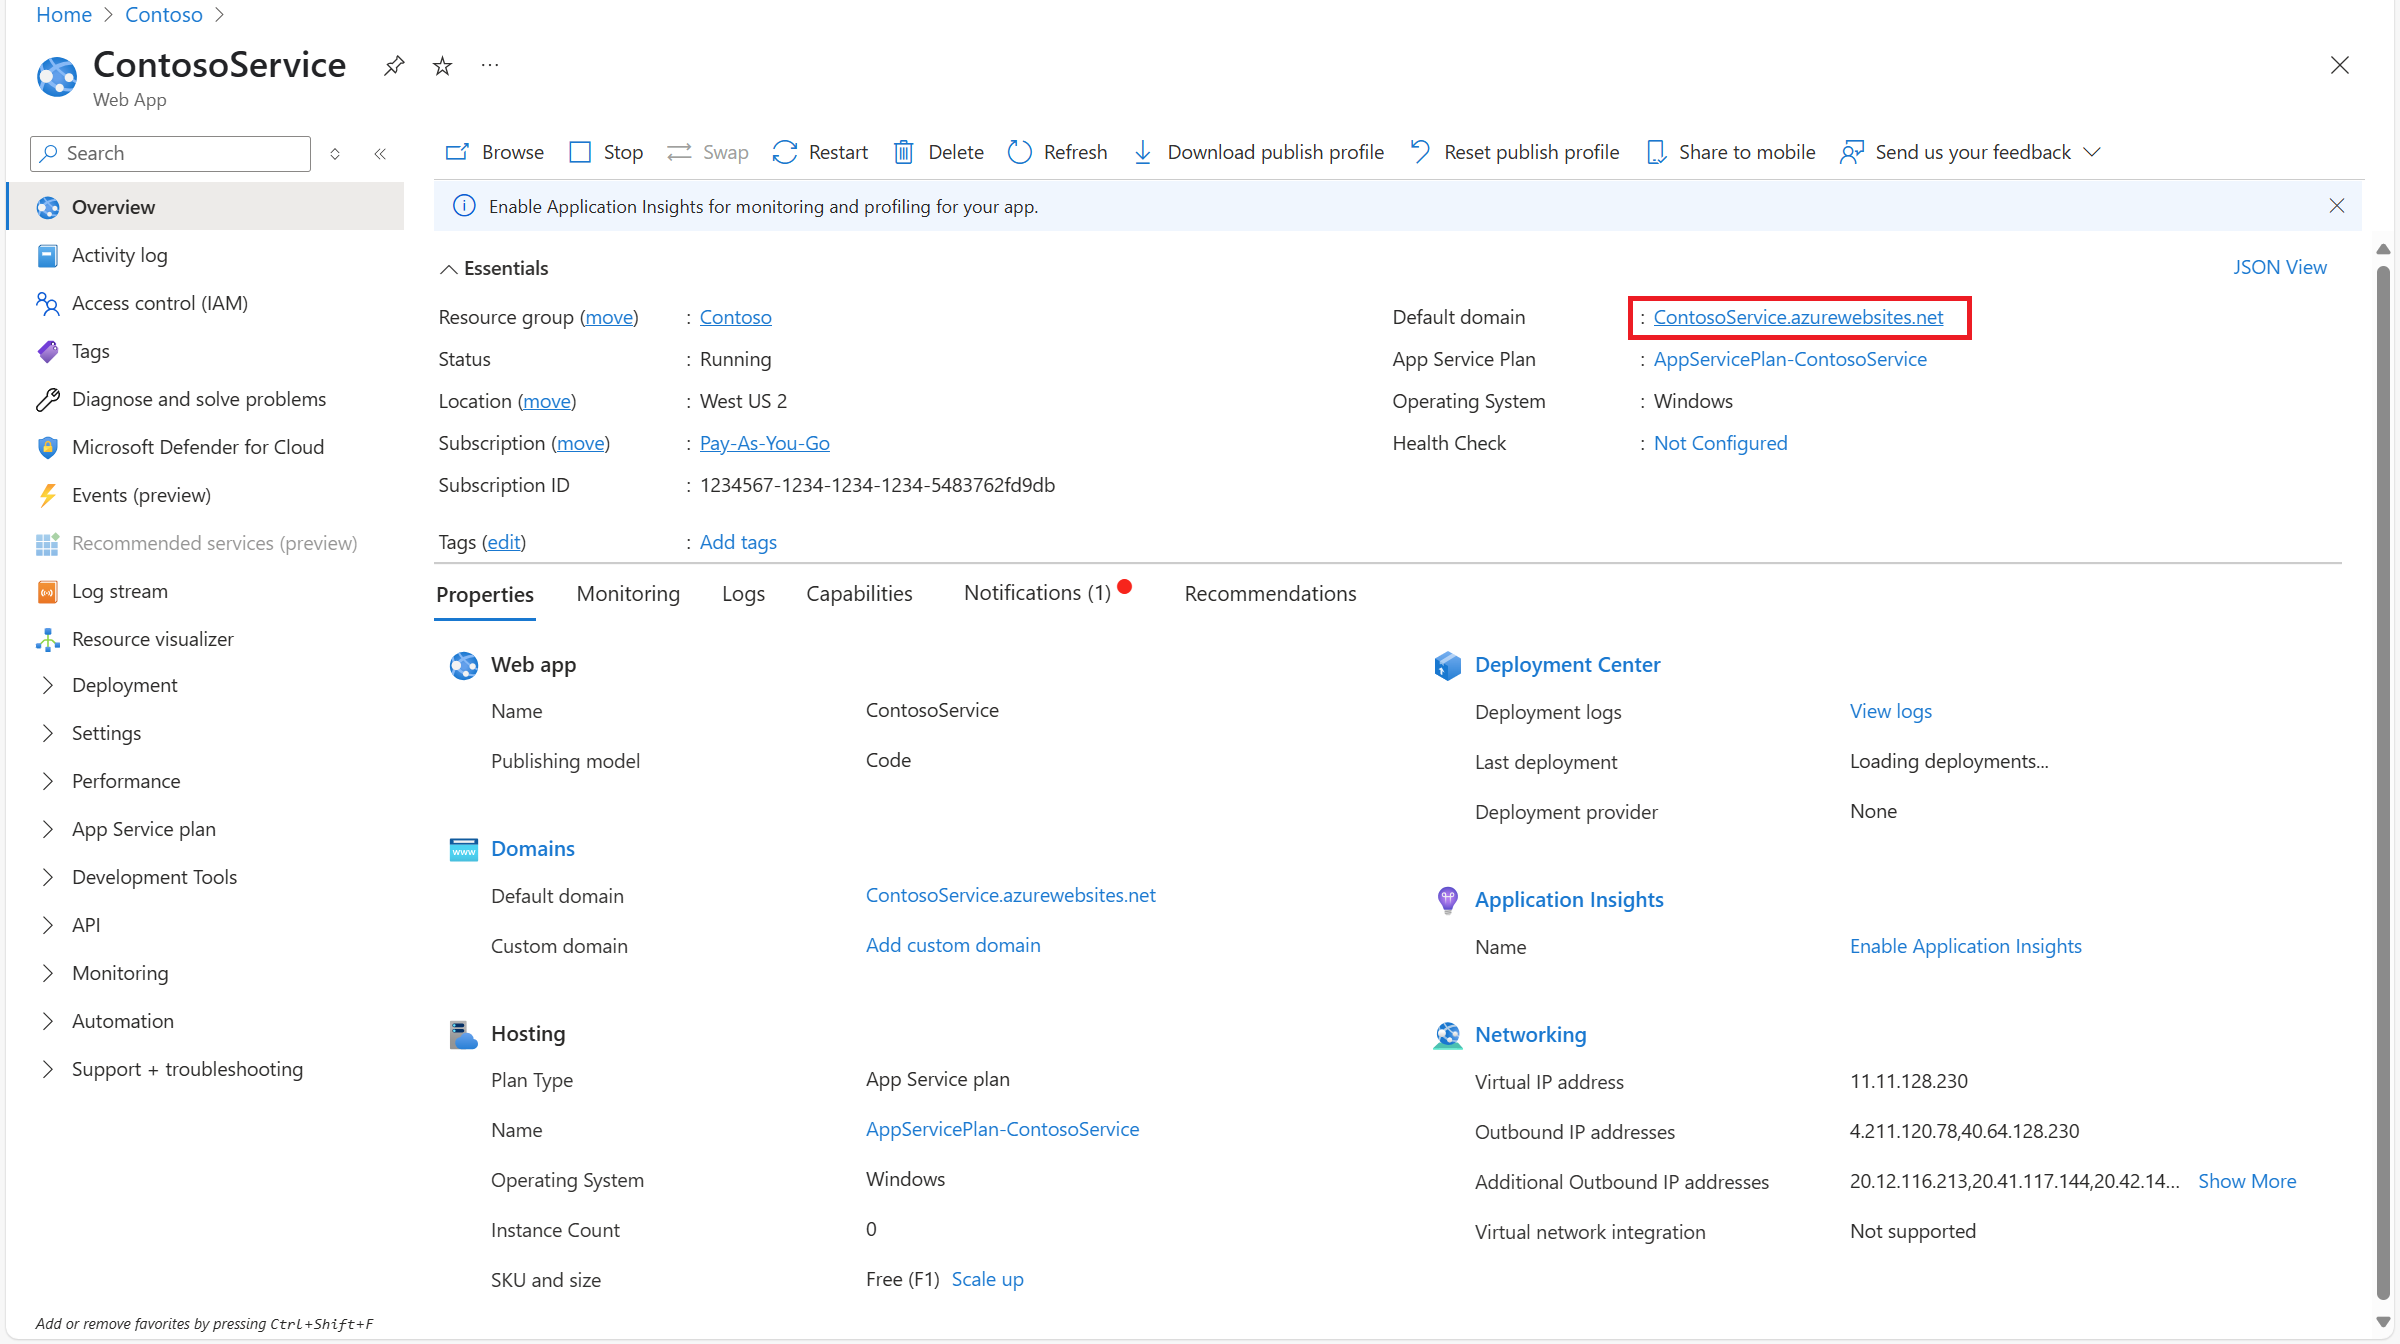 Home > Contoso >
ContosoService
Web App
Search
Overview
Activity log
Access control (IAM)
Tags
Diagnose and solve problems
Microsoft Defender for Cloud
Events (preview)
Recommended services (preview)
Log stream
Resource visualizer
Deployment
Settings
Performance
App Service plan
Development Tools
API
Monitoring
Automation
Support + troubleshooting
Add or remove favorites by pressing Ctrl+Shift+F
Browse Stop Swap Restart Delete Refresh Download publish profile Reset publish profile Share to mobile Send us your feedback
Enable Application Insights for monitoring and profiling for your app.
Essentials
JSON View
Resource group (move) : Contoso
Status : Running
Location (move) : West US 2
Subscription (move) : Pay-As-You-Go
Subscription ID : 1234567-1234-1234-1234-5483762fd9db
Tags (edit) : Add tags
Default domain : ContosoService.azurewebsites.net
App Service Plan : AppServicePlan-ContosoService
Operating System : Windows
Health Check : Not Configured
Properties Monitoring Logs Capabilities Notifications (1) Recommendations
Web app
Name ContosoService
Publishing model Code
Domains
www
Default domain ContosoService.azurewebsites.net
Custom domain Add custom domain
Hosting
Plan Type App Service plan
Name AppServicePlan-ContosoService
Operating System Windows
Instance Count 0
SKU and size Free (F1) Scale up
Deployment Center
Deployment logs View logs
Last deployment Loading deployments...
Deployment provider None
Application Insights
Name Enable Application Insights
Networking
Virtual IP address 11.11.128.230
Outbound IP addresses 4.211.120.78,40.64.128.230
Additional Outbound IP addresses 20.12.116.213,20.41.117.144,20.42.14... Show More
Virtual network integration Not supported